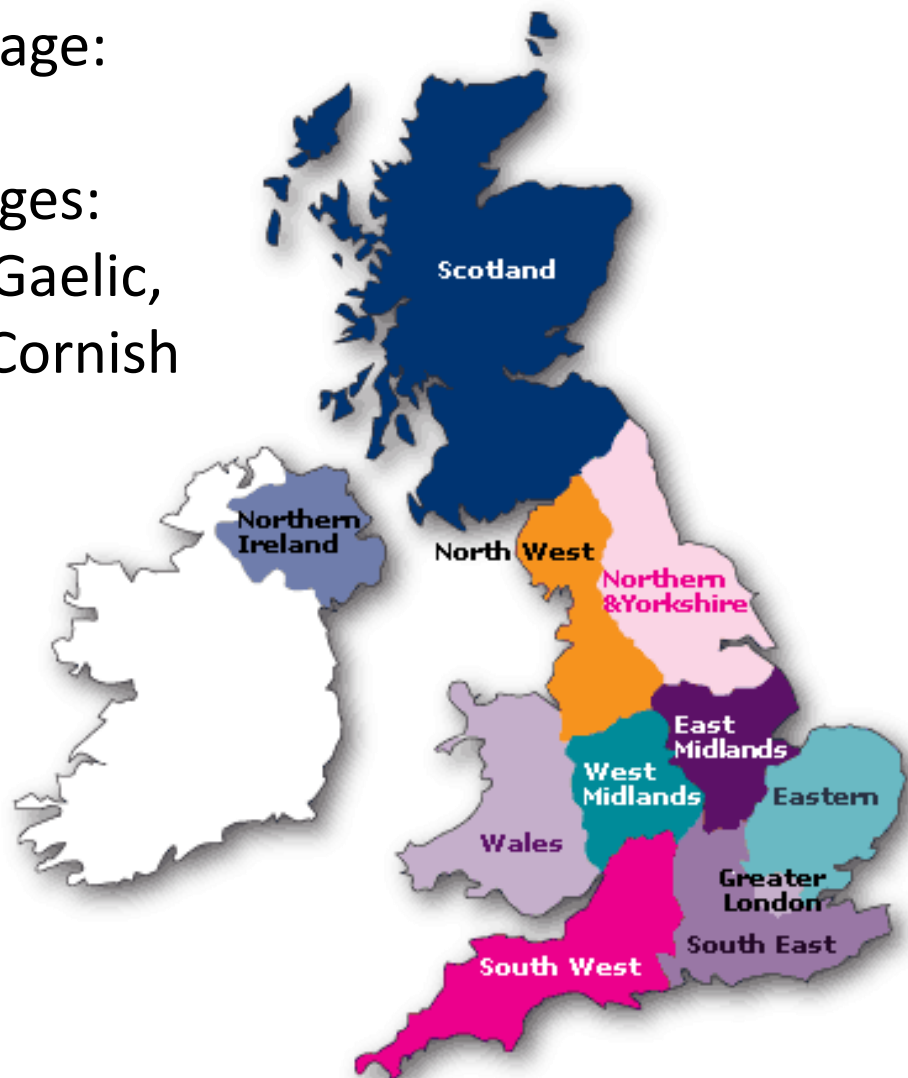 age:
ges:
Gaelic,
Cornish
Scotland
Northern
Ireland
North West
Northern
&Yorkshire
East
Midlands
West
Midlands
Eastern
Wales
Greater
London
South East
South West